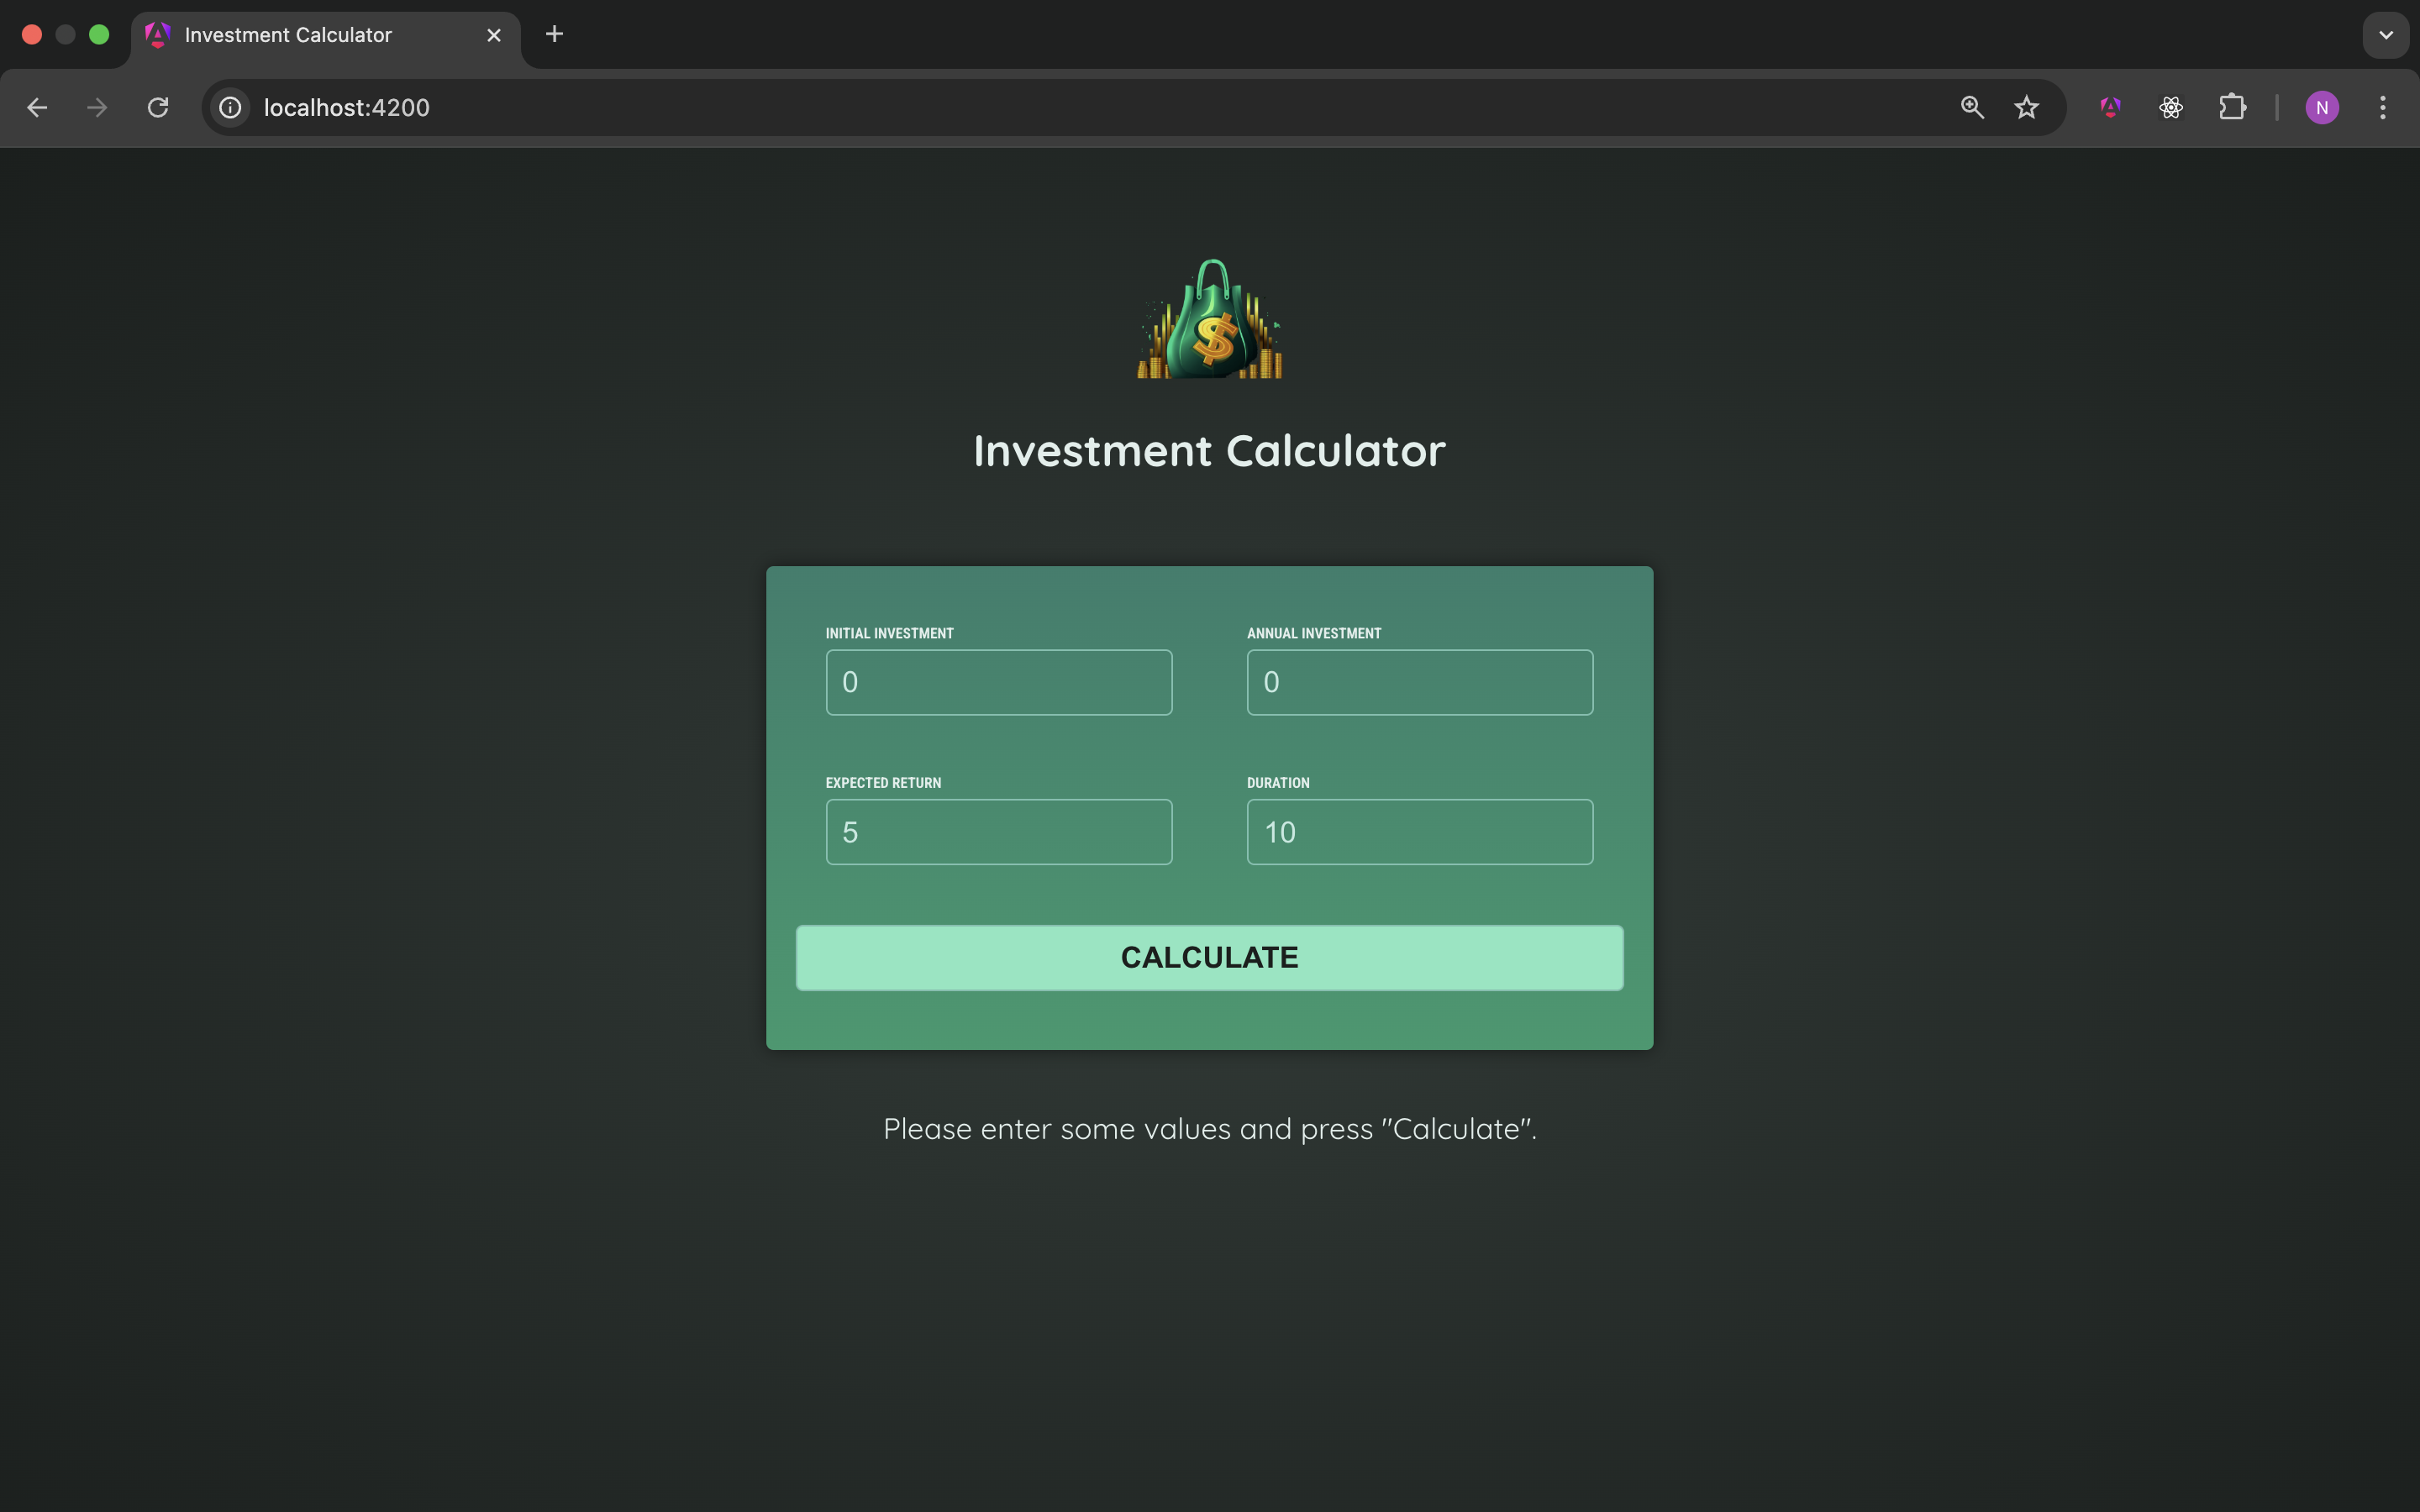 Investment Calculator
localhost:4200
N
$
Investment Calculator
INITIAL INVESTMENT
ANNUAL INVESTMENT
0
0
EXPECTED RETURN
DURATION
5
10
CALCULATE
Please enter some values and press "Calculate".